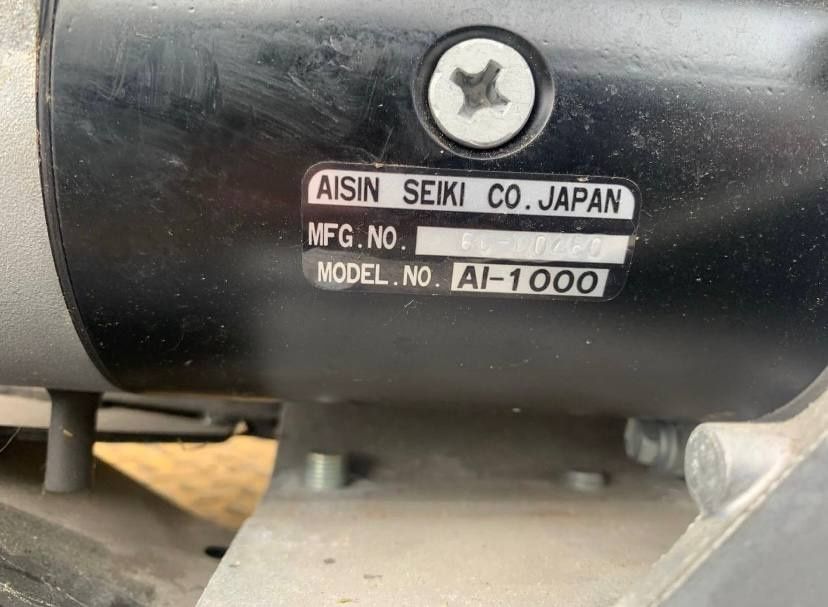 AISIN SEIKI CO. JAPAN
MFG.NO.
MODEL.NO. AI-1000